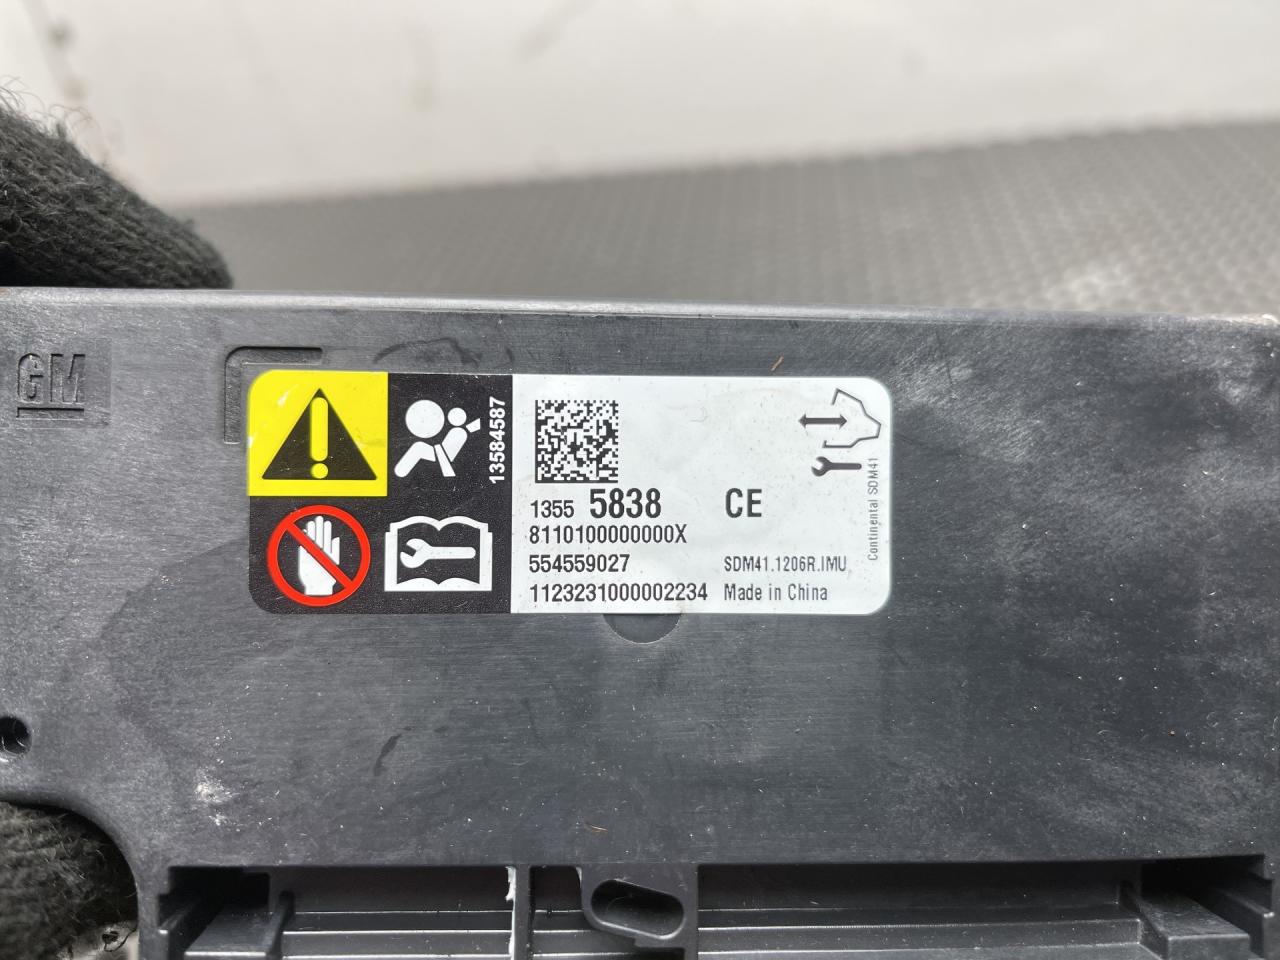 GM
13584587
1355 5838 CE
8110100000000X
554559027 SDM41.1206R.IMU
1123231000002234 Made in China
Continental SDM41